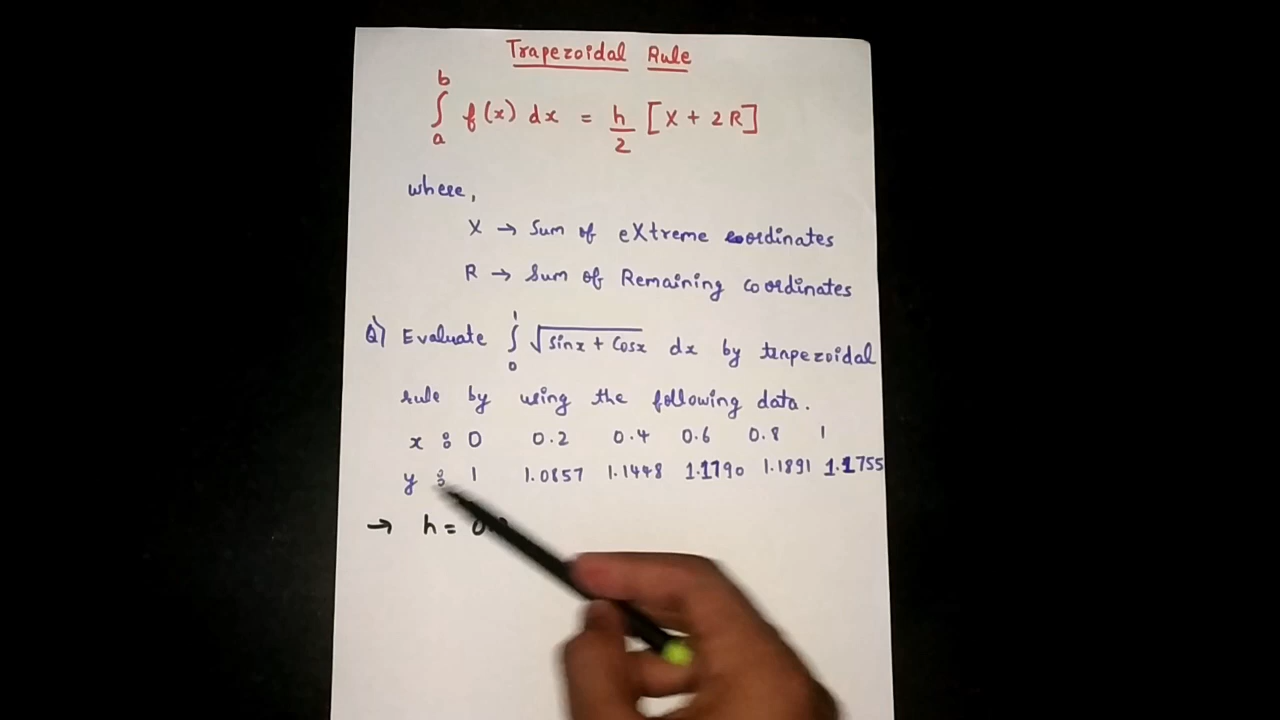 Trapezoidal Rule
b
∫ f(x) dx = h/2 [X + 2R]
a
where,
X → Sum of eXtreme coordinates
R → Sum of Remaining coordinates
Q) Evaluate ∫₀¹ √(sinx + cosx) dx by trapezoidal
rule by using the following data.
x : 0 0.2 0.4 0.6 0.8 1
y : 1 1.0857 1.1448 1.1790 1.1891 1.1755
→ h =